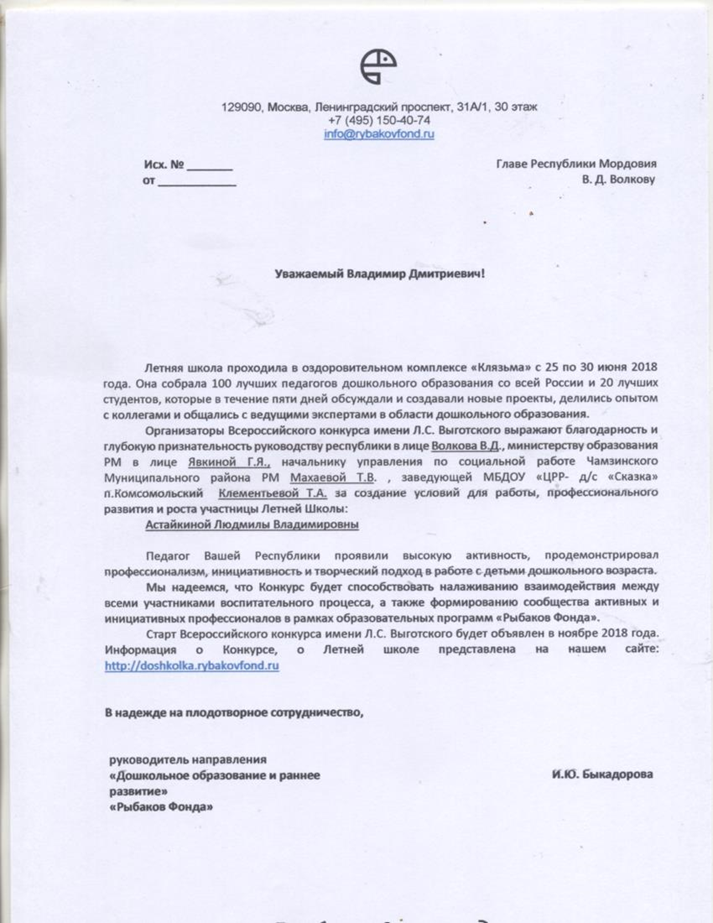 129090, Москва, Ленинградский проспект, 31А/1, 30 этаж
+7 (495) 150-40-74
info@rybakovfond.ru
Исх. № _______
Главе Республики Мордовия
от ____________
В. Д. Волкову
Уважаемый Владимир Дмитриевич!
Летняя школа проходила в оздоровительном комплексе «Клязьма» с 25 по 30 июня 2018
года. Она собрала 100 лучших педагогов дошкольного образования со всей России и 20 лучших
студентов, которые в течение пяти дней обсуждали и создавали новые проекты, делились опытом
с коллегами и общались с ведущими экспертами в области дошкольного образования.
Организаторы Всероссийского конкурса имени Л.С. Выготского выражают благодарность и
глубокую признательность руководству республики в лице Волкова В.Д., министерству образования
РМ в лице Явкиной Г.Я., начальнику управления по социальной работе Чамзинского
Муниципального района РМ Махаевой Т.В. , заведующей МБДОУ «ЦРР- д/с «Сказка»
п.Комсомольский Клементьевой Т.А. за создание условий для работы, профессионального
развития и роста участницы Летней Школы:
Астайкиной Людмилы Владимировны
Педагог Вашей Республики проявили высокую активность, продемонстрировал
профессионализм, инициативность и творческий подход в работе с детьми дошкольного возраста.
Мы надеемся, что Конкурс будет способствовать налаживанию взаимодействия между
всеми участниками воспитательного процесса, а также формированию сообщества активных и
инициативных профессионалов в рамках образовательных программ «Рыбаков Фонда».
Старт Всероссийского конкурса имени Л.С. Выготского будет объявлен в ноябре 2018 года.
Информация о Конкурсе, о Летней школе представлена на нашем сайте:
http://doshkolka.rybakovfond.ru
В надежде на плодотворное сотрудничество,
руководитель направления
«Дошкольное образование и раннее
И.Ю. Быкадорова
развитие»
«Рыбаков Фонда»